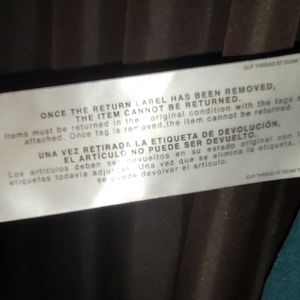 CUT THREAD AT SEAM
ONCE THE RETURN LABEL HAS BEEN REMOVED,
THE ITEM CANNOT BE RETURNED.
Items must be returned in the original condition with the tags s
attached. Once tag is removed, the item cannot be returned.
UNA VEZ RETIRADA LA ETIQUETA DE DEVOLUCIÓN,
EL ARTÍCULO NO PUEDE SER DEVUELTO.
Los artículos deben ser devueltos en su estado original con l
etiquetas todavía adjuntas. Una vez que se elimina la etiqueta,
se puede devolver el artículo.
CUT THREAD AT SEAM